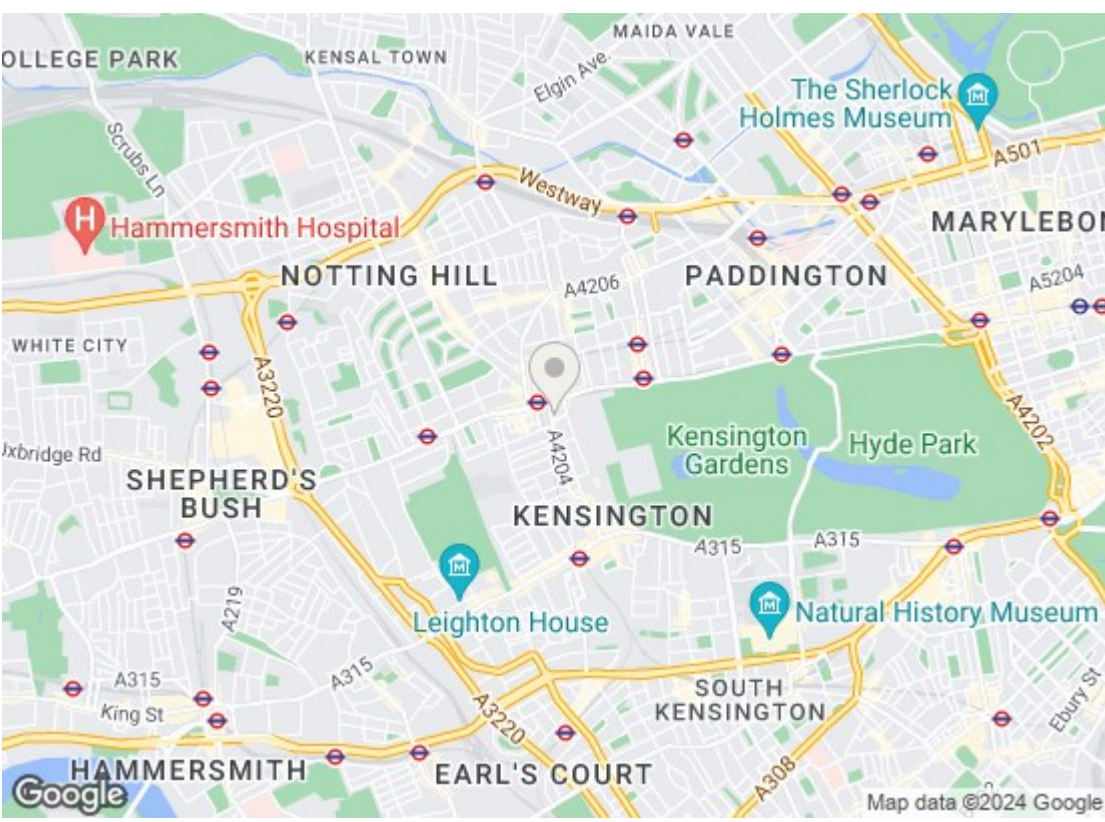 MAIDA VALE
OLLEGE PARK
KENSAL TOWN
Elgin Ave.
The Sherlock
Holmes Museum
Scrubs Ln
A501
Westway
H
Hammersmith Hospital
MARYLEBON
NOTTING HILL
A4206
PADDINGTON
A5204
WHITE CITY
A3220
A4202
A4204
Kensington
Gardens
Hyde Park
Uxbridge Rd
SHEPHERD'S
BUSH
KENSINGTON
A315
A315
M
Leighton House
M
Natural History Museum
A219
A315
A315
King St
SOUTH
KENSINGTON
Ebury St
A3220
HAMMERSMITH
EARL'S COURT
A308
Google
Map data ©2024 Google